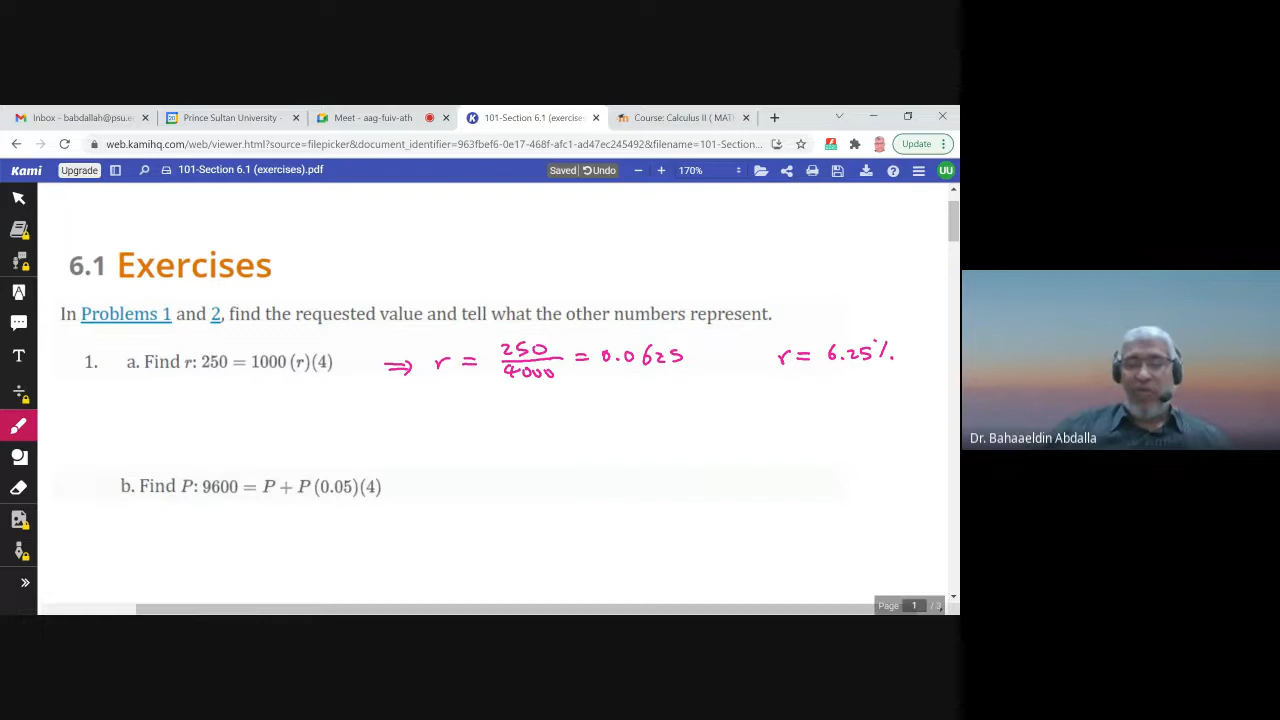 Inbox - babdallah@psu.e
Prince Sultan University -
Meet - aag-fuiv-ath
101-Section 6.1 (exercises
Course: Calculus II ( MAT
web.kamihq.com/web/viewer.html?source=filepicker&document_identifier=963fbef6-0e17-468f-afc1-ad47ec245492&filename=101-Section...
Update
Kami
Upgrade
101-Section 6.1 (exercises).pdf
Saved Undo
170%
UU
6.1 Exercises
In Problems 1 and 2, find the requested value and tell what the other numbers represent.
1. a. Find r: 250 = 1000 (r)(4) ⇒ r = 250/4000 = 0.0625 r = 6.25%
b. Find P: 9600 = P + P (0.05)(4)
Page 1 / 3
Dr. Bahaaeldin Abdalla